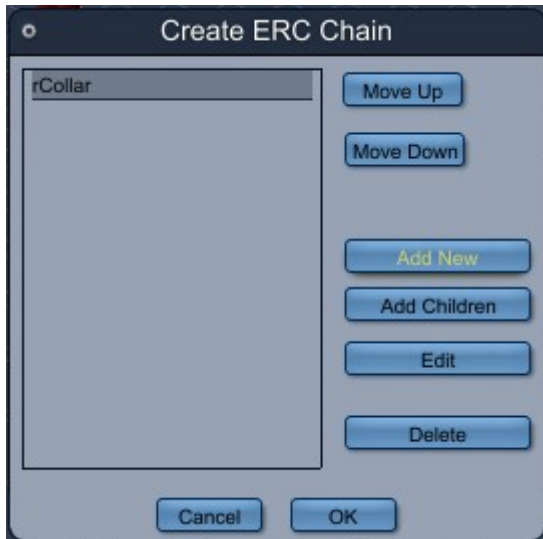 Create ERC Chain
rCollar
Move Up
Move Down
Add New
Add Children
Edit
Delete
Cancel
OK